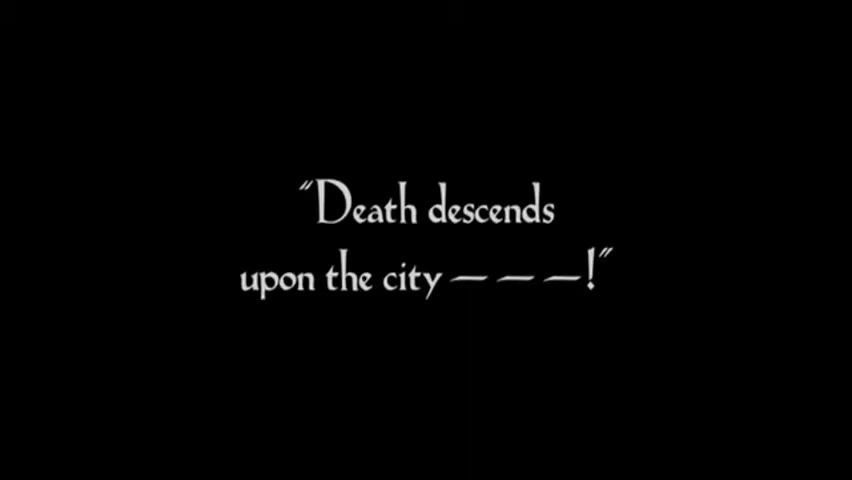 "Death descends
upon the city — — —!"